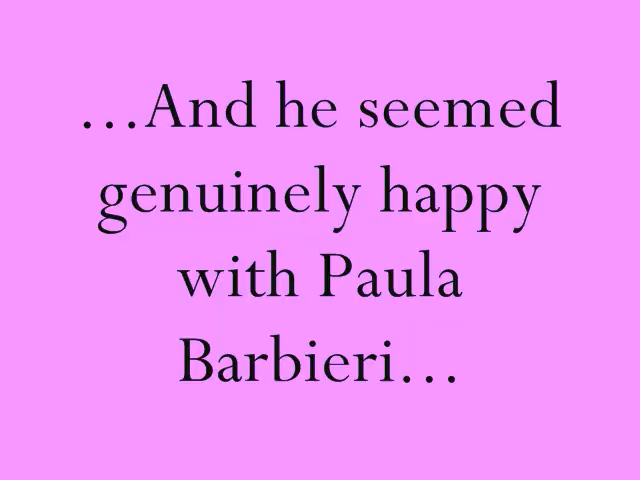 ...And he seemed
genuinely happy
with Paula
Barbieri...